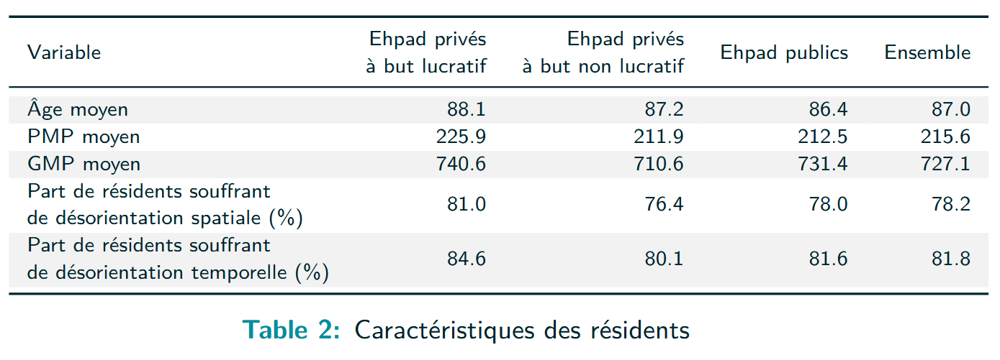 Variable Ehpad privés à but lucratif Ehpad privés à but non lucratif Ehpad publics Ensemble
Âge moyen 88.1 87.2 86.4 87.0
PMP moyen 225.9 211.9 212.5 215.6
GMP moyen 740.6 710.6 731.4 727.1
Part de résidents souffrant
de désorientation spatiale (%) 81.0 76.4 78.0 78.2
Part de résidents souffrant
de désorientation temporelle (%) 84.6 80.1 81.6 81.8
Table 2: Caractéristiques des résidents